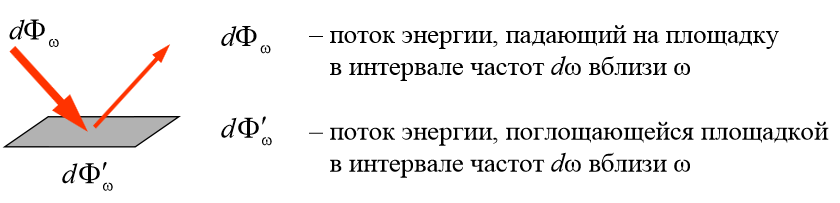 dΦω
dΦω – поток энергии, падающий на площадку
в интервале частот dω вблизи ω
dΦ′ω – поток энергии, поглощающейся площадкой
в интервале частот dω вблизи ω
dΦ′ω